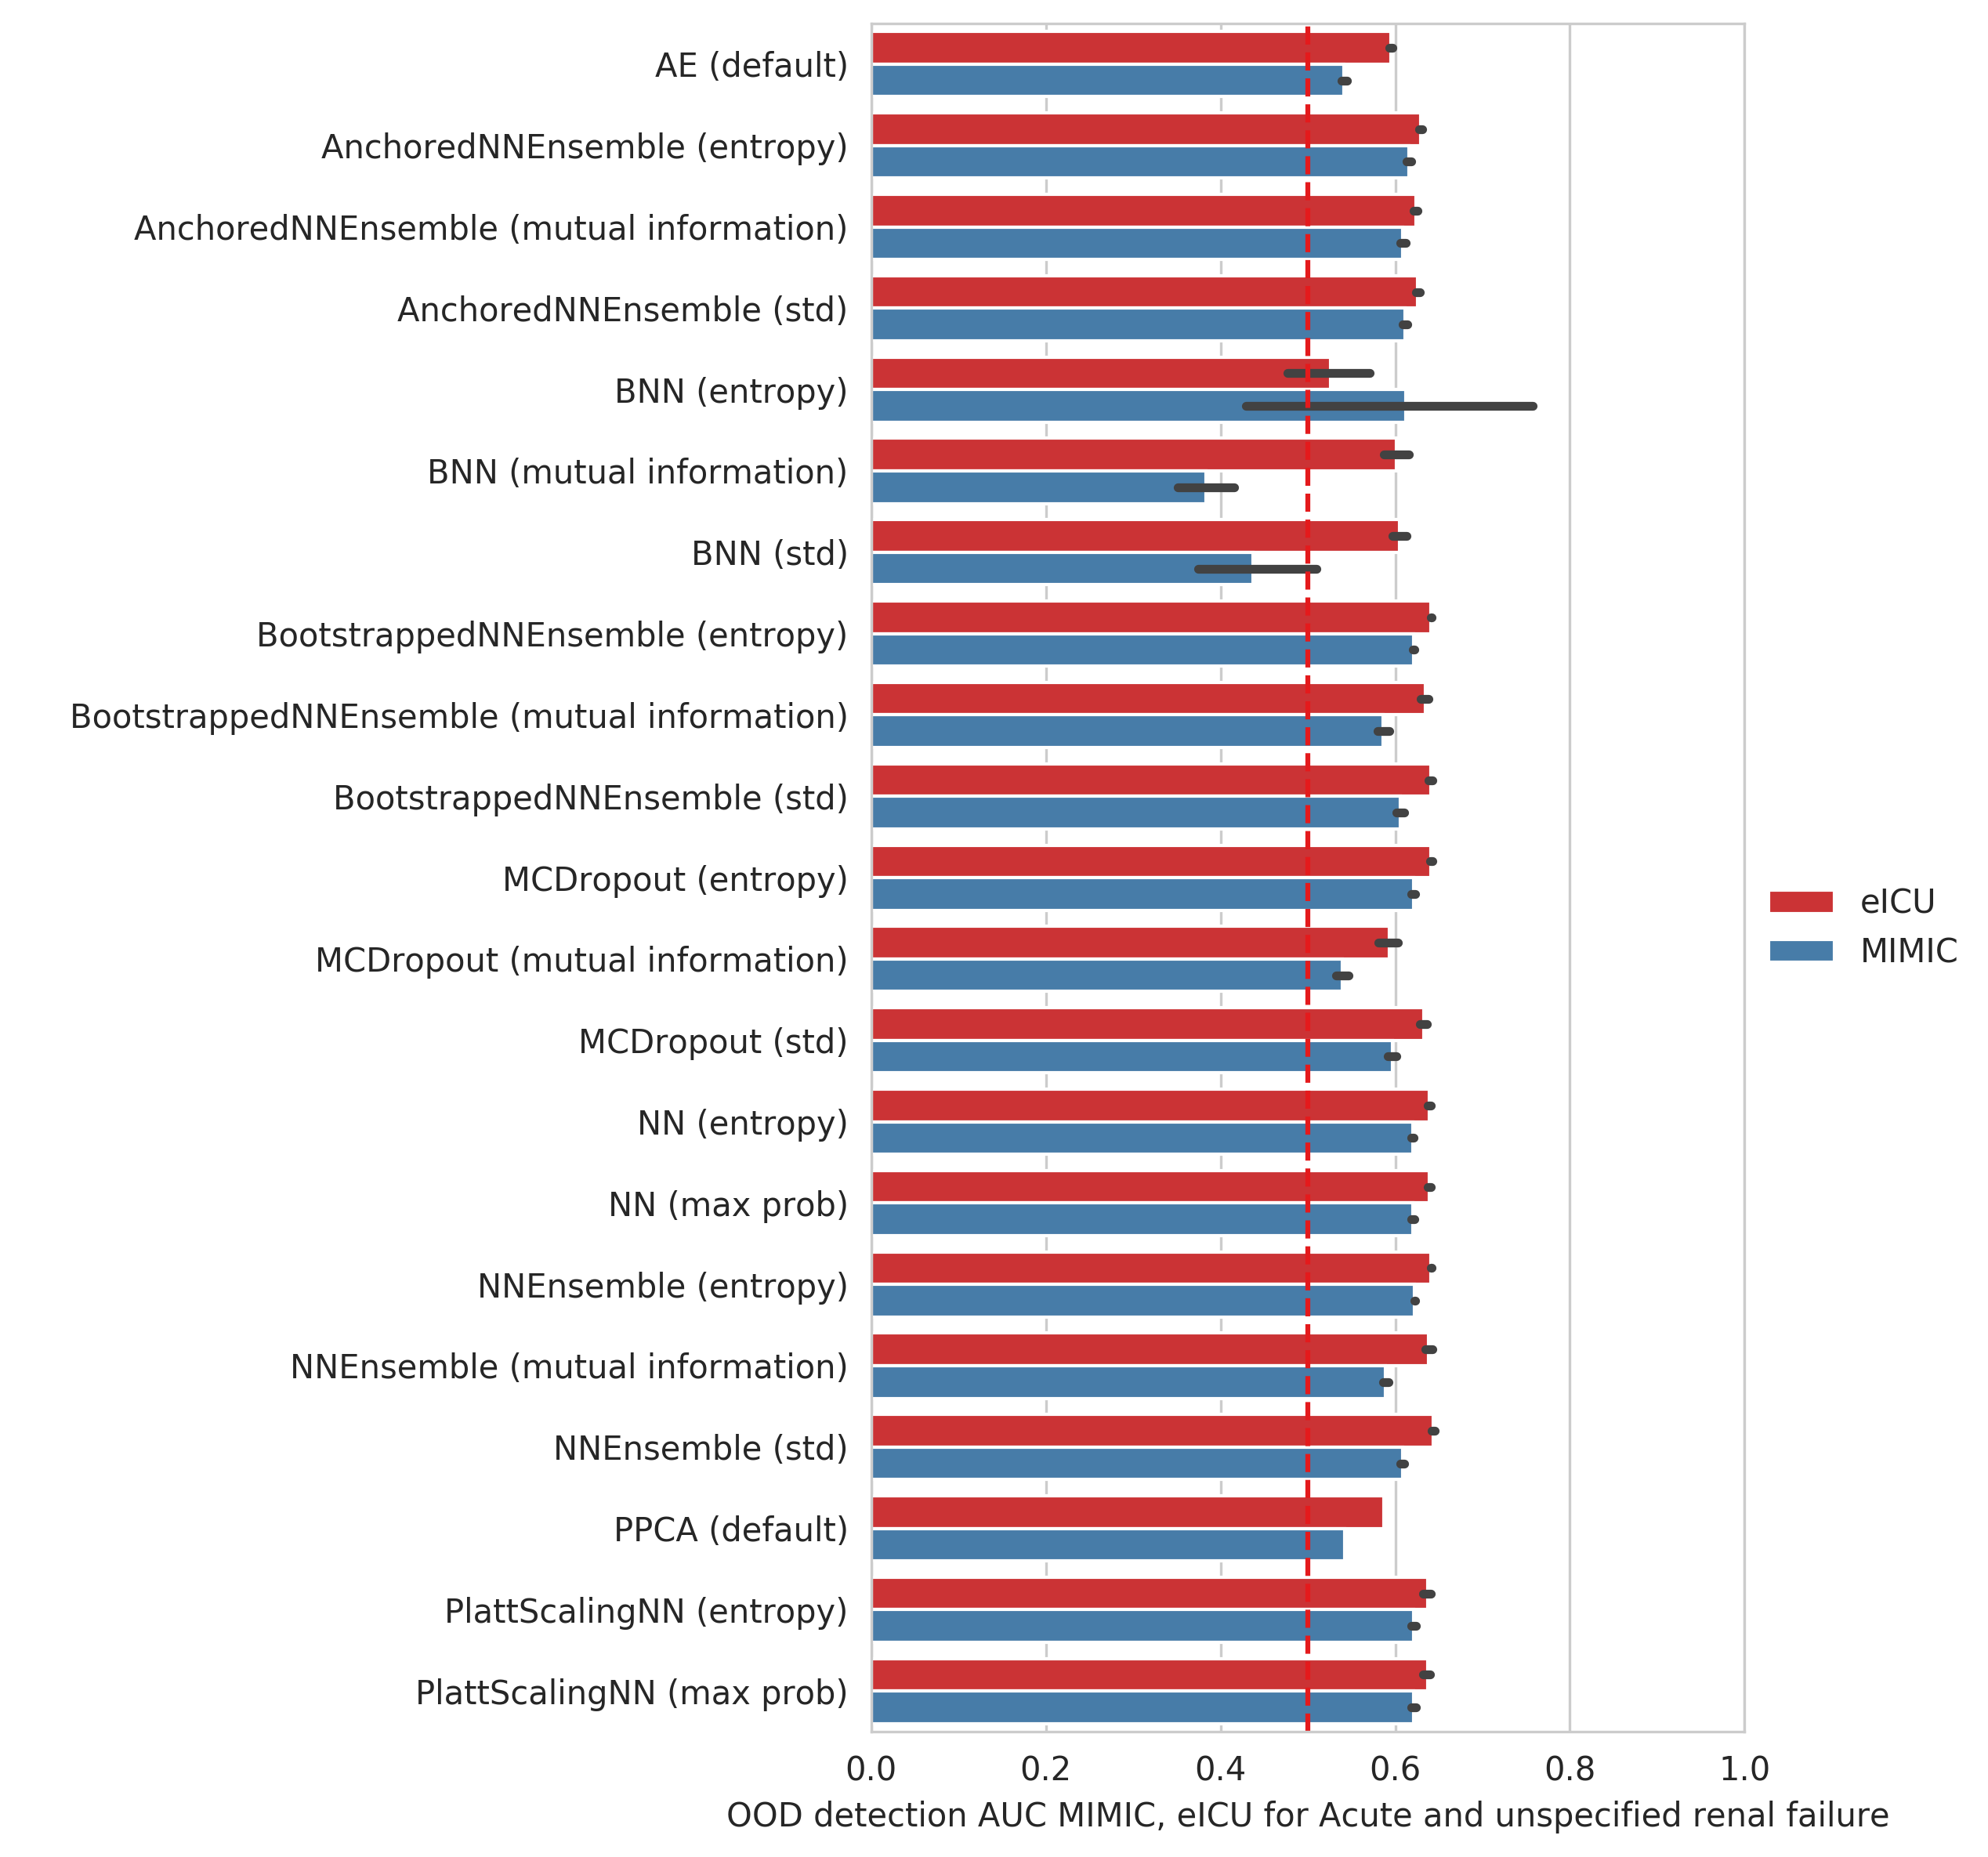 AE (default)
AnchoredNNEnsemble (entropy)
AnchoredNNEnsemble (mutual information)
AnchoredNNEnsemble (std)
BNN (entropy)
BNN (mutual information)
BNN (std)
BootstrappedNNEnsemble (entropy)
BootstrappedNNEnsemble (mutual information)
BootstrappedNNEnsemble (std)
MCDropout (entropy)
MCDropout (mutual information)
MCDropout (std)
NN (entropy)
NN (max prob)
NNEnsemble (entropy)
NNEnsemble (mutual information)
NNEnsemble (std)
PPCA (default)
PlattScalingNN (entropy)
PlattScalingNN (max prob)
eICU
MIMIC
0.0 0.2 0.4 0.6 0.8 1.0
OOD detection AUC MIMIC, eICU for Acute and unspecified renal failure